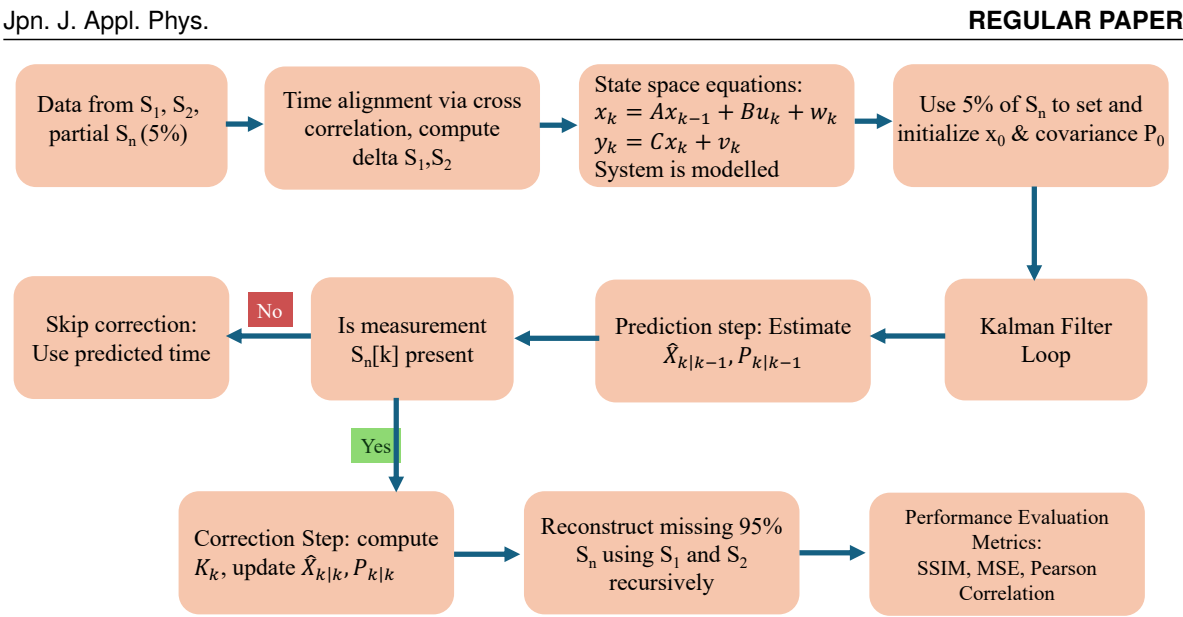 Jpn. J. Appl. Phys.
REGULAR PAPER
Data from S₁, S₂,
partial Sₙ (5%)
Time alignment via cross
correlation, compute
delta S₁,S₂
State space equations:
xₖ = Axₖ₋₁ + Buₖ + wₖ
yₖ = Cxₖ + vₖ
System is modelled
Use 5% of Sₙ to set and
initialize x₀ & covariance P₀
Kalman Filter
Loop
Prediction step: Estimate
X̂ₖ|ₖ₋₁, Pₖ|ₖ₋₁
Is measurement
Sₙ[k] present
No
Skip correction:
Use predicted time
Yes
Correction Step: compute
Kₖ, update X̂ₖ|ₖ, Pₖ|ₖ
Reconstruct missing 95%
Sₙ using S₁ and S₂
recursively
Performance Evaluation
Metrics:
SSIM, MSE, Pearson
Correlation